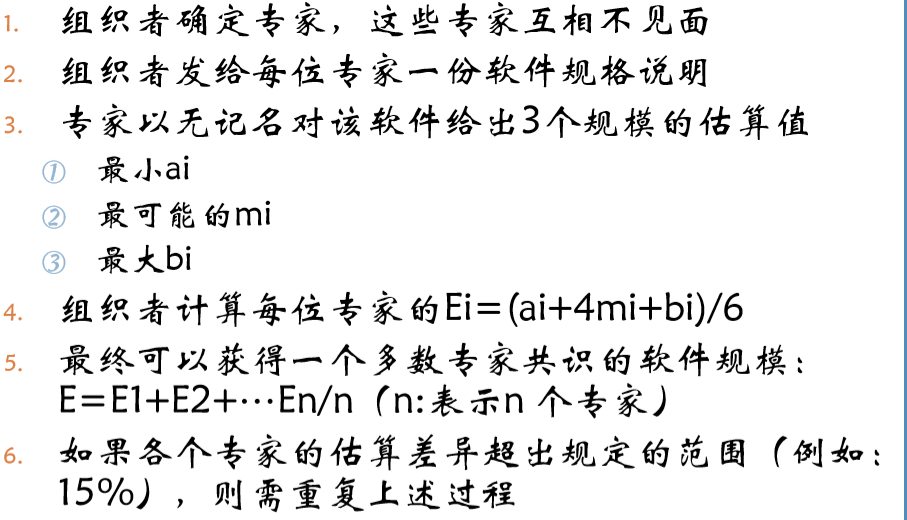 1. 组织者确定专家，这些专家互相不见面
2. 组织者发给每位专家一份软件规格说明
3. 专家以无记名对该软件给出3个规模的估算值
① 最小ai
② 最可能的mi
③ 最大bi
4. 组织者计算每位专家的Ei=(ai+4mi+bi)/6
5. 最终可以获得一个多数专家共识的软件规模：
E=E1+E2+…En/n（n:表示n 个专家）
6. 如果各个专家的估算差异超出规定的范围（例如：
15%），则需重复上述过程